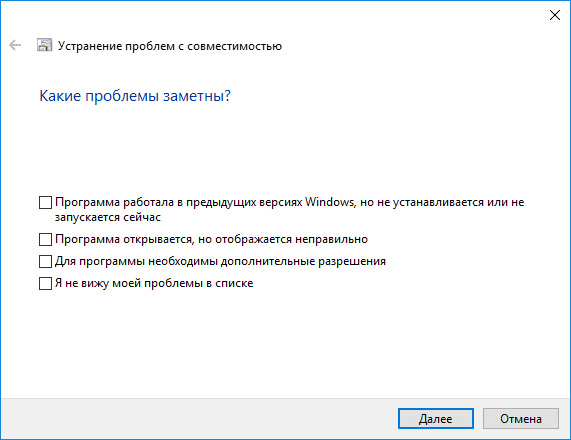 Устранение проблем с совместимостью
Какие проблемы заметны?
Программа работала в предыдущих версиях Windows, но не устанавливается или не
запускается сейчас
Программа открывается, но отображается неправильно
Для программы необходимы дополнительные разрешения
Я не вижу моей проблемы в списке
Далее
Отмена